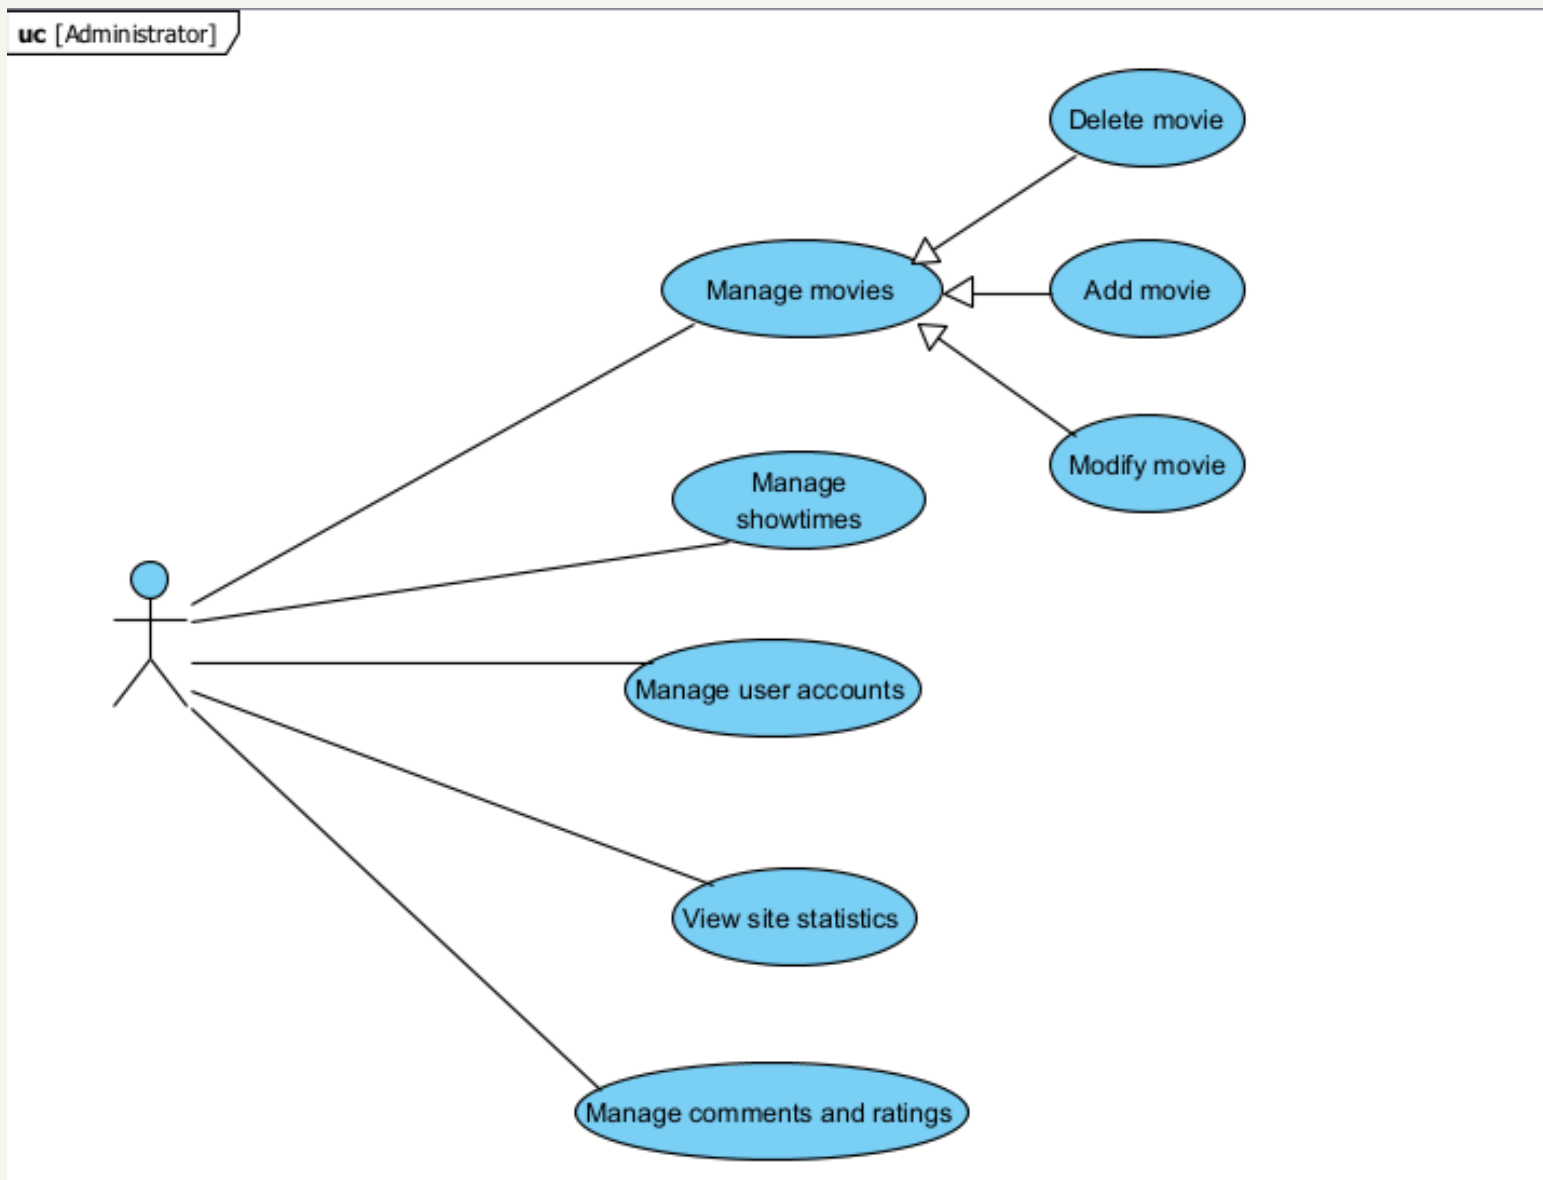 uc [Administrator]
Delete movie
Manage movies
Add movie
Modify movie
Manage
showtimes
Manage user accounts
View site statistics
Manage comments and ratings